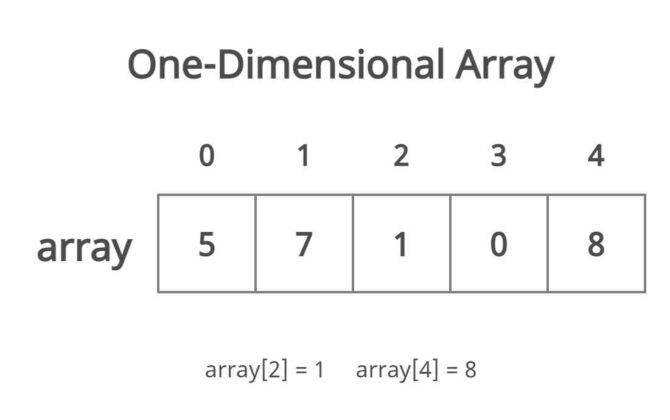 One-Dimensional Array
0 1 2 3 4
array 5 7 1 0 8
array[2] = 1 array[4] = 8